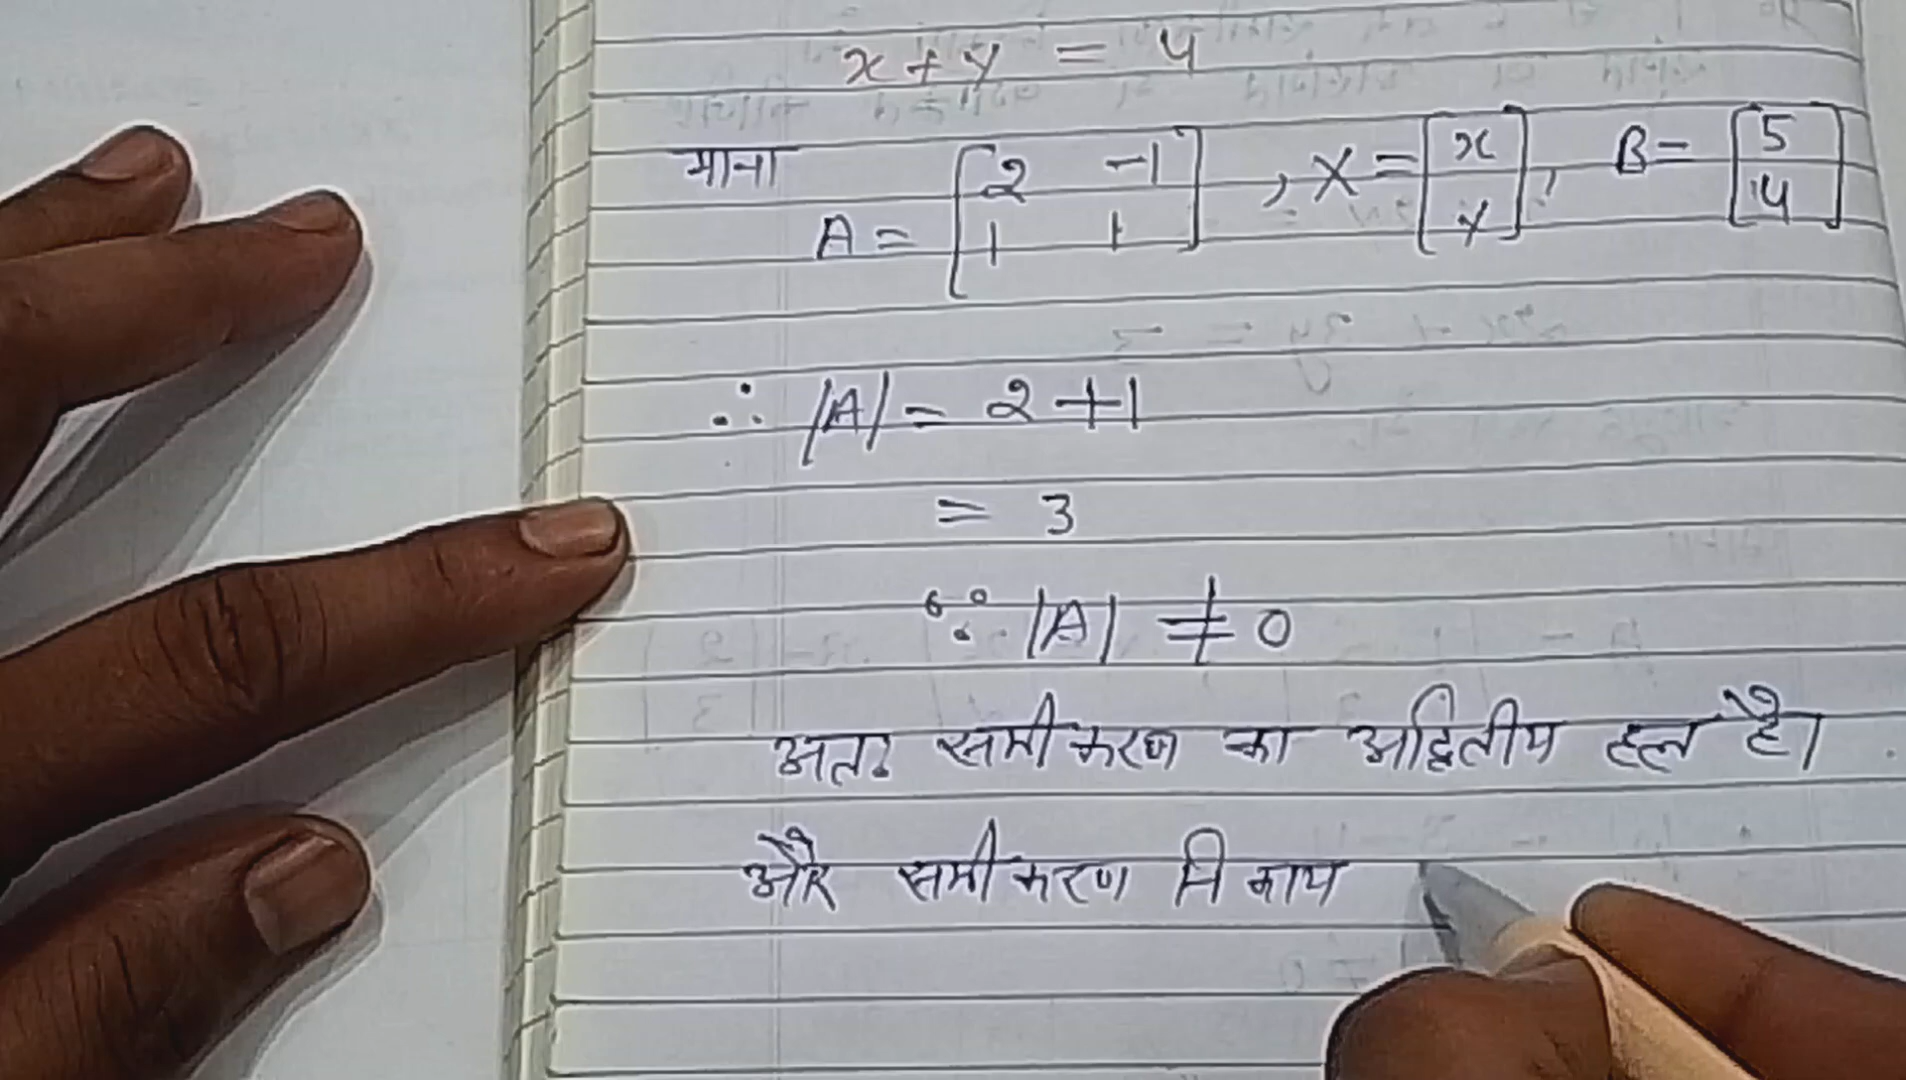 x + y = 4
माना A = [2 -1 1 1], X = [x y], B = [5 4]
∴ |A| = 2 + 1
= 3
∵ |A| ≠ 0
अतः समीकरण का अद्वितीय हल है।
और समीकरण निकाय